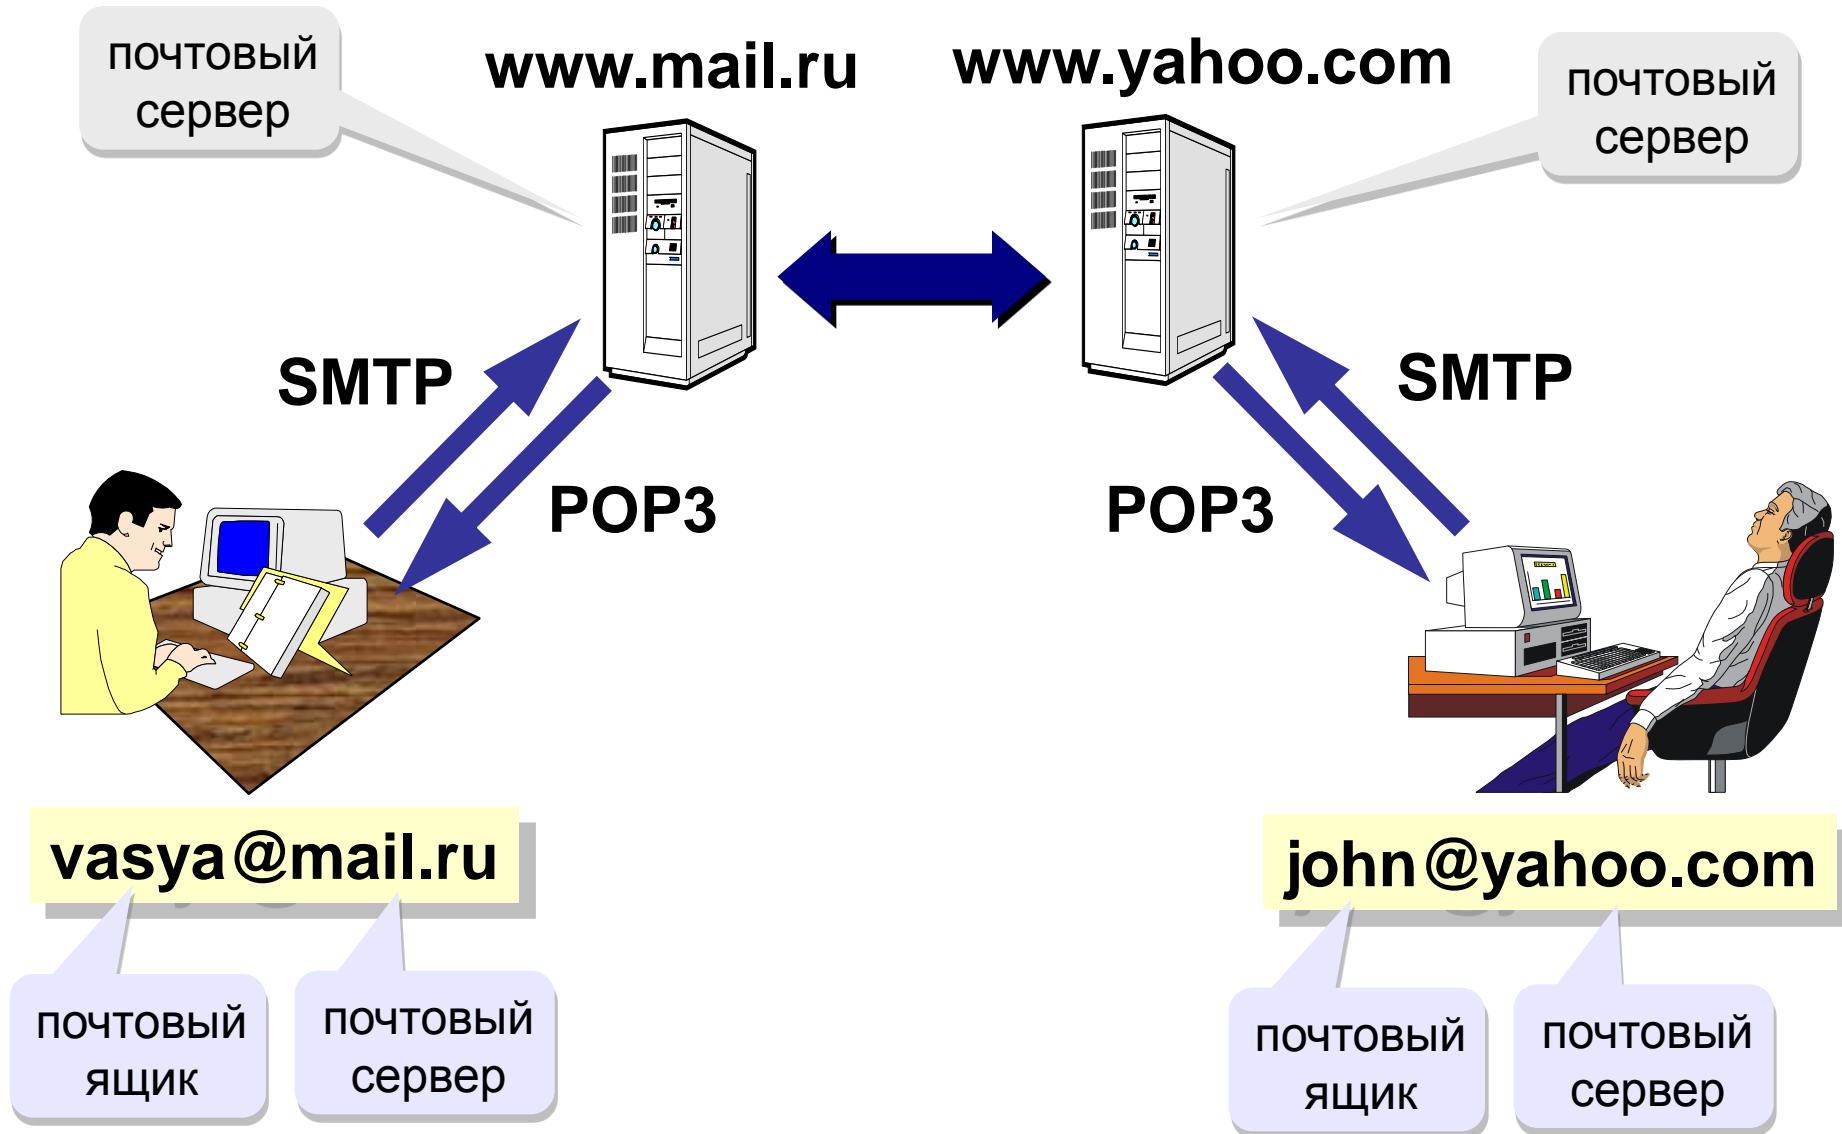 почтовый
сервер
www.mail.ru
www.yahoo.com
почтовый
сервер
SMTP
POP3
SMTP
POP3
vasya@mail.ru
john@yahoo.com
почтовый
ящик
почтовый
сервер
почтовый
ящик
почтовый
сервер